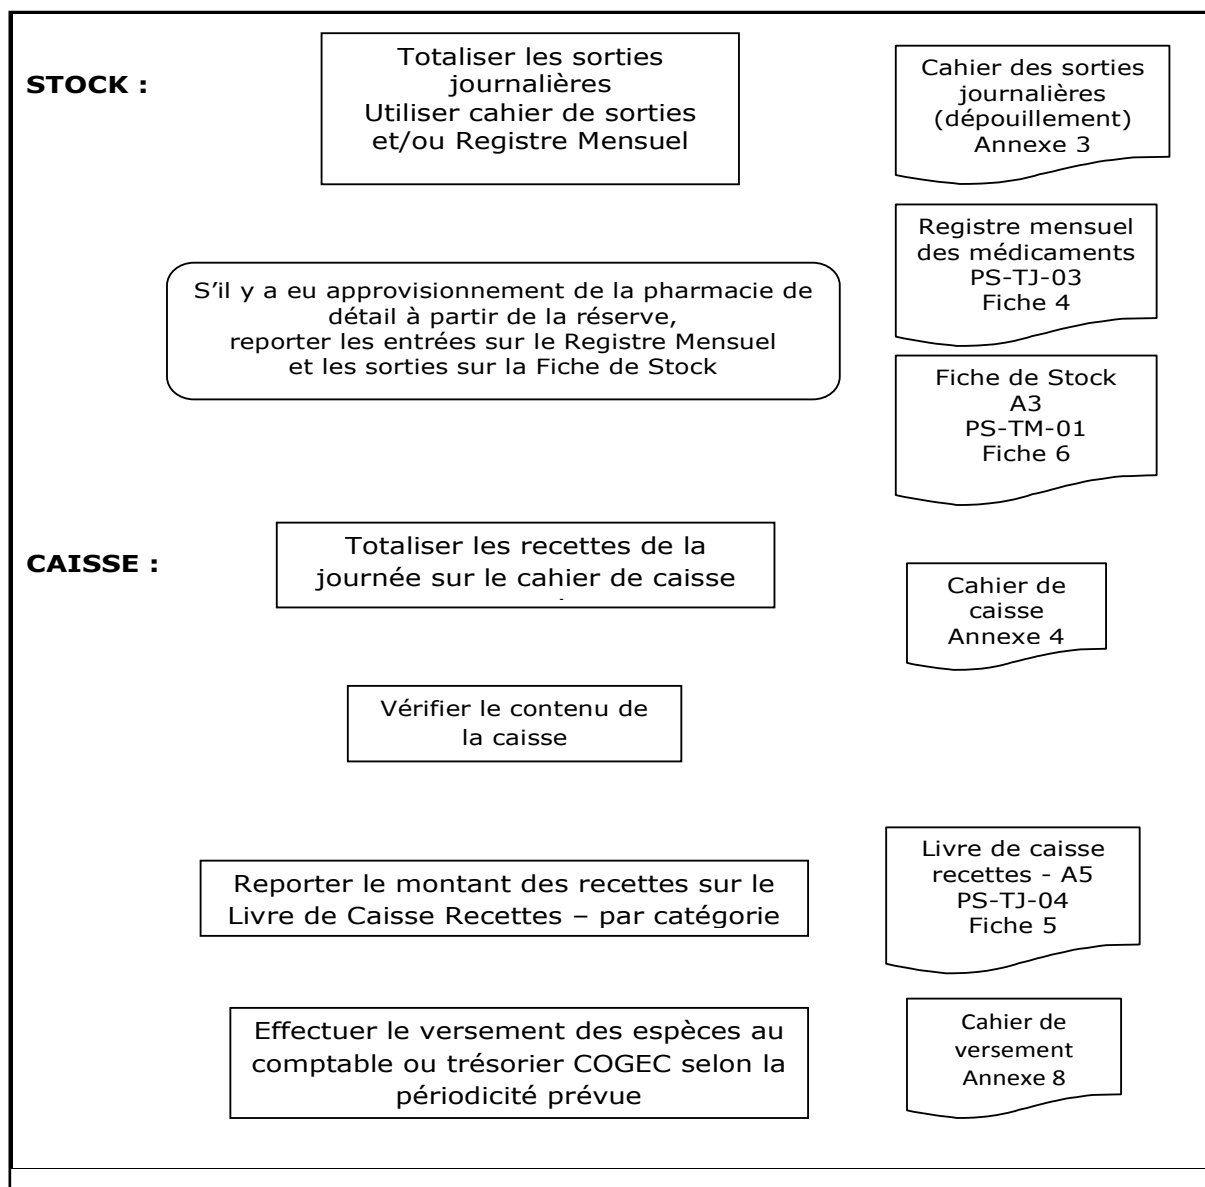 STOCK :
Totaliser les sorties
journalières
Utiliser cahier de sorties
et/ou Registre Mensuel
Cahier des sorties
journalières
(dépouillement)
Annexe 3
Registre mensuel
des médicaments
PS-TJ-03
Fiche 4
S’il y a eu approvisionnement de la pharmacie de
détail à partir de la réserve,
reporter les entrées sur le Registre Mensuel
et les sorties sur la Fiche de Stock
Fiche de Stock
A3
PS-TM-01
Fiche 6
CAISSE :
Totaliser les recettes de la
journée sur le cahier de caisse
Cahier de
caisse
Annexe 4
Vérifier le contenu de
la caisse
Reporter le montant des recettes sur le
Livre de Caisse Recettes – par catégorie
Livre de caisse
recettes - A5
PS-TJ-04
Fiche 5
Effectuer le versement des espèces au
comptable ou trésorier COGEC selon la
périodicité prévue
Cahier de
versement
Annexe 8